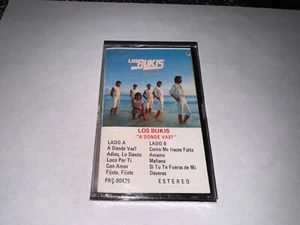 LOS BUKIS
LOS BUKIS
"A DONDE VAS?"
LADO A
A Donde Vas?
Adios, Lo Siento
Loco Por Ti
Con Amor
Fijate, Fijate
LADO B
Como Me Haces Falta
Amame
Mañana
Si Tu Te Fueras de Mi
Deveras
PRC-90425
ESTEREO